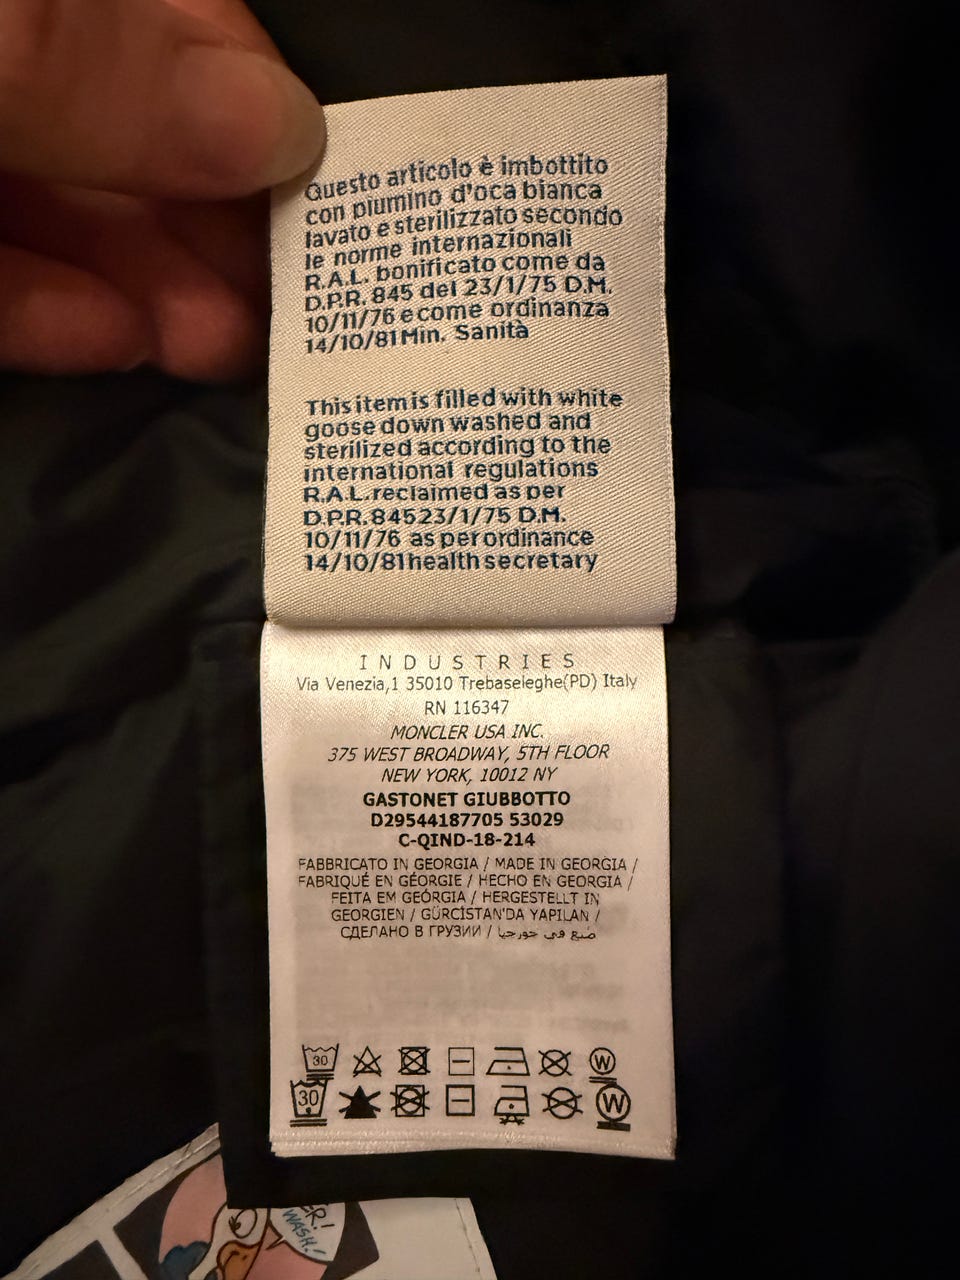 Questo articolo è imbottito
con piumino d'oca bianca
lavato e sterilizzato secondo
le norme internazionali
R.A.L. bonificato come da
D.P.R. 845 del 23/1/75 D.M.
10/11/76 e come ordinanza
14/10/81 Min. Sanità
This item is filled with white
goose down washed and
sterilized according to the
international regulations
R.A.L. reclaimed as per
D.P.R. 845 23/1/75 D.M.
10/11/76 as per ordinance
14/10/81 health secretary
INDUSTRIES
Via Venezia,1 35010 Trebaseleghe(PD) Italy
RN 116347
MONCLER USA INC.
375 WEST BROADWAY, 5TH FLOOR
NEW YORK, 10012 NY
GASTONET GIUBBOTTO
D29544187705 53029
C-QIND-18-214
FABBRICATO IN GEORGIA / MADE IN GEORGIA /
FABRIQUÉ EN GÉORGIE / HECHO EN GEORGIA /
FEITA EM GEÓRGIA / HERGESTELLT IN
GEORGIEN / GÜRCİSTAN'DA YAPILAN /
СДЕЛАНО В ГРУЗИИ / صنع في جورجيا
30 W
30 W
WASH!